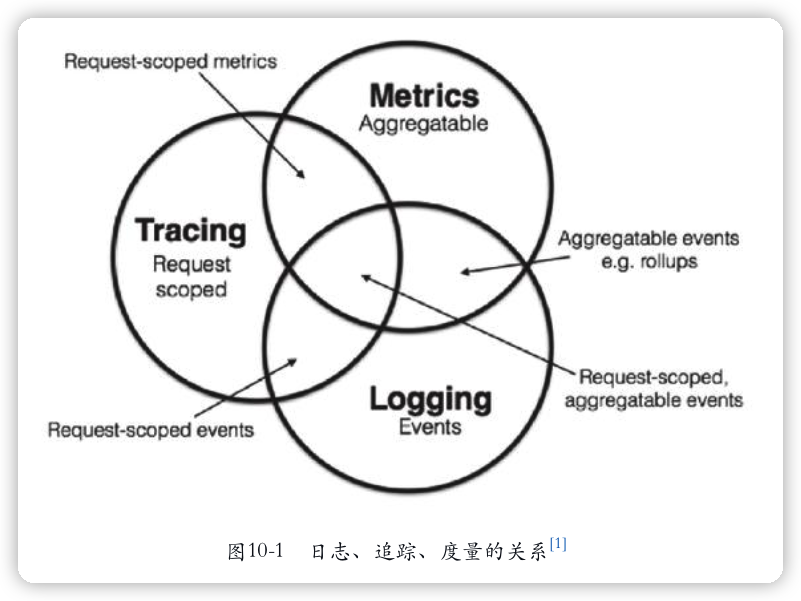 Request-scoped metrics
Metrics
Aggregatable
Tracing
Request
scoped
Aggregatable events
e.g. rollups
Request-scoped,
aggregatable events
Logging
Events
Request-scoped events
图10-1 日志、追踪、度量的关系[1]